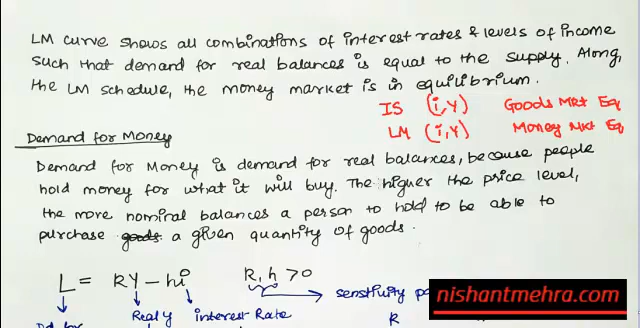 LM curve shows all combinations of interest rates & levels of income
such that demand for real balances is equal to the supply. Along,
the LM schedule, the money market is in equilibrium.
IS (i,Y) Goods Mkt Eq
LM (i,Y) Money Mkt Eq
Demand for Money
Demand for Money is demand for real balances, because people
hold money for what it will buy. The higher the price level,
the more nominal balances a person to hold to be able to
purchase goods a given quantity of goods.
L = kY - hi k, h > 0
Real Y interest Rate sensitivity
nishantmehra.com
k